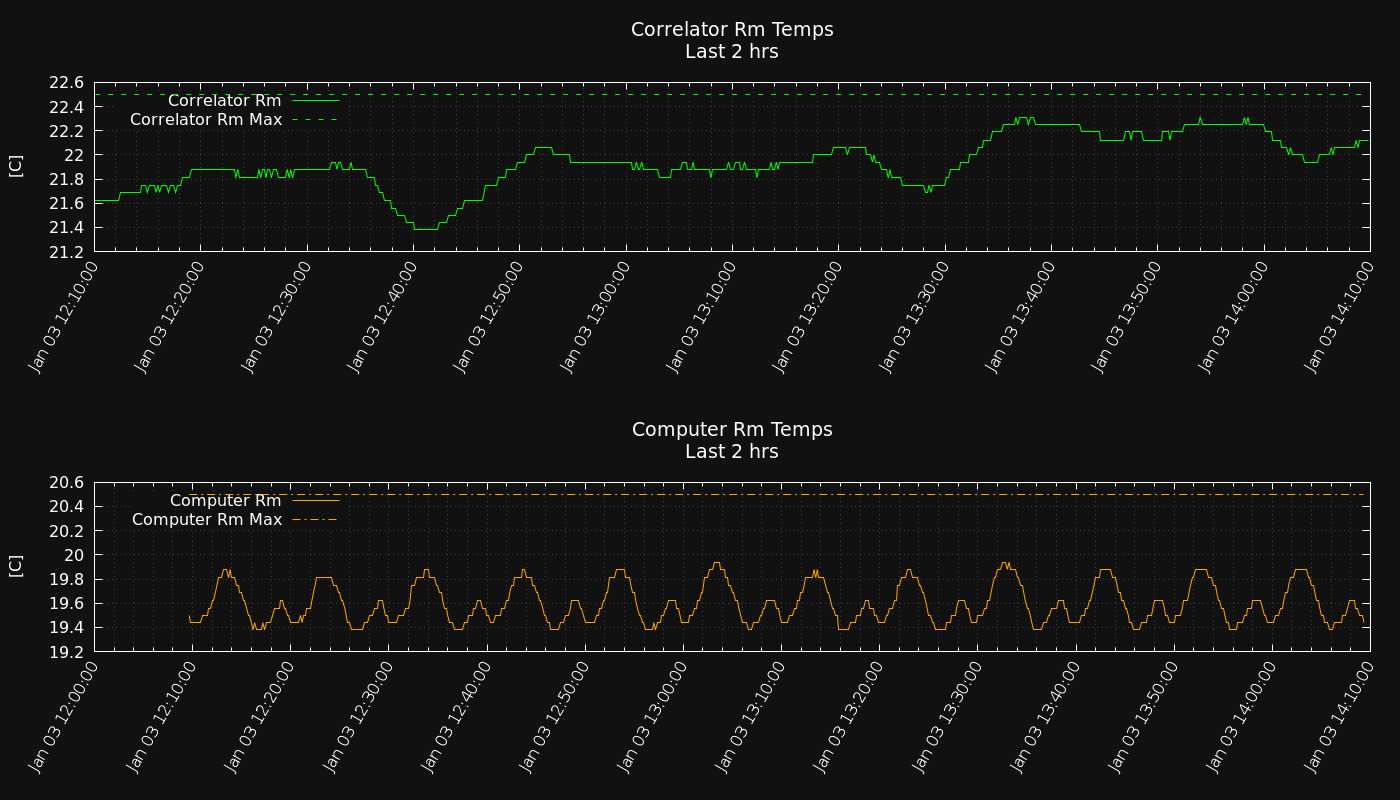 Correlator Rm Temps
Last 2 hrs
[C]
22.6
22.4
22.2
22
21.8
21.6
21.4
21.2
Correlator Rm
Correlator Rm Max
Jan 03 12:10:00
Jan 03 12:20:00
Jan 03 12:30:00
Jan 03 12:40:00
Jan 03 12:50:00
Jan 03 13:00:00
Jan 03 13:10:00
Jan 03 13:20:00
Jan 03 13:30:00
Jan 03 13:40:00
Jan 03 13:50:00
Jan 03 14:00:00
Jan 03 14:10:00
Computer Rm Temps
Last 2 hrs
[C]
20.6
20.4
20.2
20
19.8
19.6
19.4
19.2
Computer Rm
Computer Rm Max
Jan 03 12:00:00
Jan 03 12:10:00
Jan 03 12:20:00
Jan 03 12:30:00
Jan 03 12:40:00
Jan 03 12:50:00
Jan 03 13:00:00
Jan 03 13:10:00
Jan 03 13:20:00
Jan 03 13:30:00
Jan 03 13:40:00
Jan 03 13:50:00
Jan 03 14:00:00
Jan 03 14:10:00